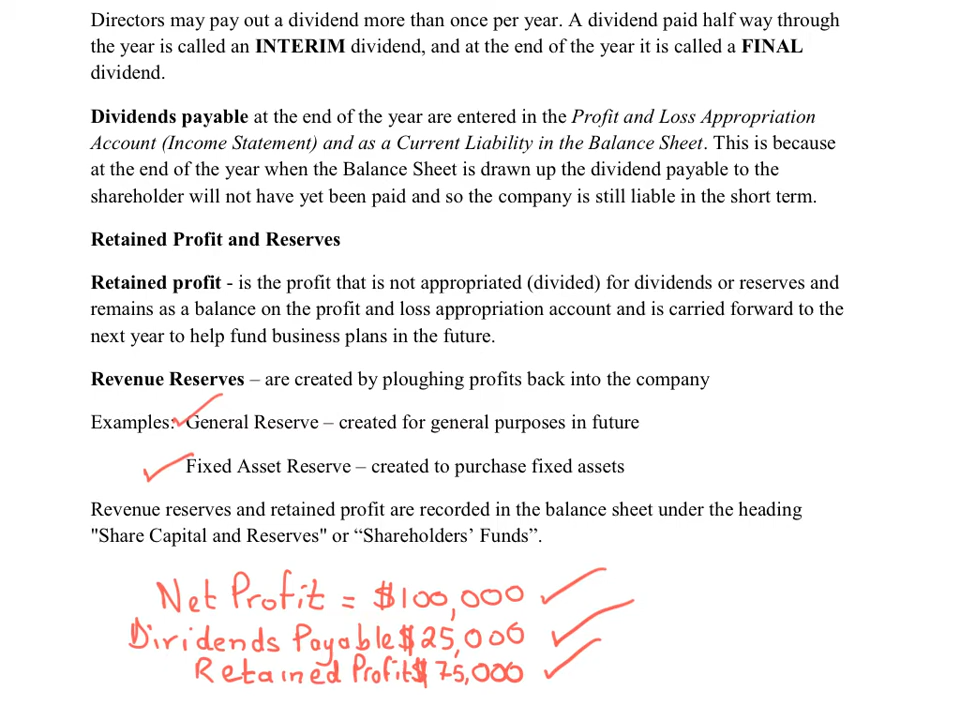 Directors may pay out a dividend more than once per year. A dividend paid half way through
the year is called an INTERIM dividend, and at the end of the year it is called a FINAL
dividend.
Dividends payable at the end of the year are entered in the Profit and Loss Appropriation
Account (Income Statement) and as a Current Liability in the Balance Sheet. This is because
at the end of the year when the Balance Sheet is drawn up the dividend payable to the
shareholder will not have yet been paid and so the company is still liable in the short term.
Retained Profit and Reserves
Retained profit - is the profit that is not appropriated (divided) for dividends or reserves and
remains as a balance on the profit and loss appropriation account and is carried forward to the
next year to help fund business plans in the future.
Revenue Reserves – are created by ploughing profits back into the company
Examples: General Reserve – created for general purposes in future
Fixed Asset Reserve – created to purchase fixed assets
Revenue reserves and retained profit are recorded in the balance sheet under the heading
"Share Capital and Reserves" or “Shareholders’ Funds”.
Net Profit = $100,000
Dividends Payable $25,000
Retained Profit $75,000